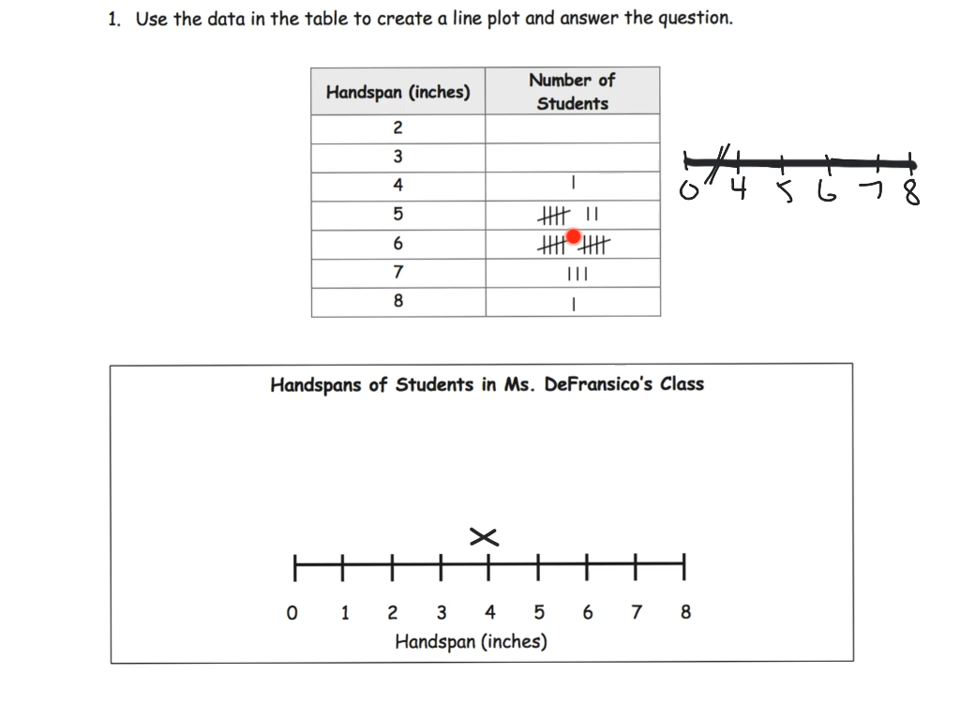 1. Use the data in the table to create a line plot and answer the question.
Handspan (inches) Number of Students
2
3
4 |
5 |||| ||
6 |||| ||||
7 |||
8 |
0 4 5 6 7 8
Handspans of Students in Ms. DeFransico's Class
X
0 1 2 3 4 5 6 7 8
Handspan (inches)